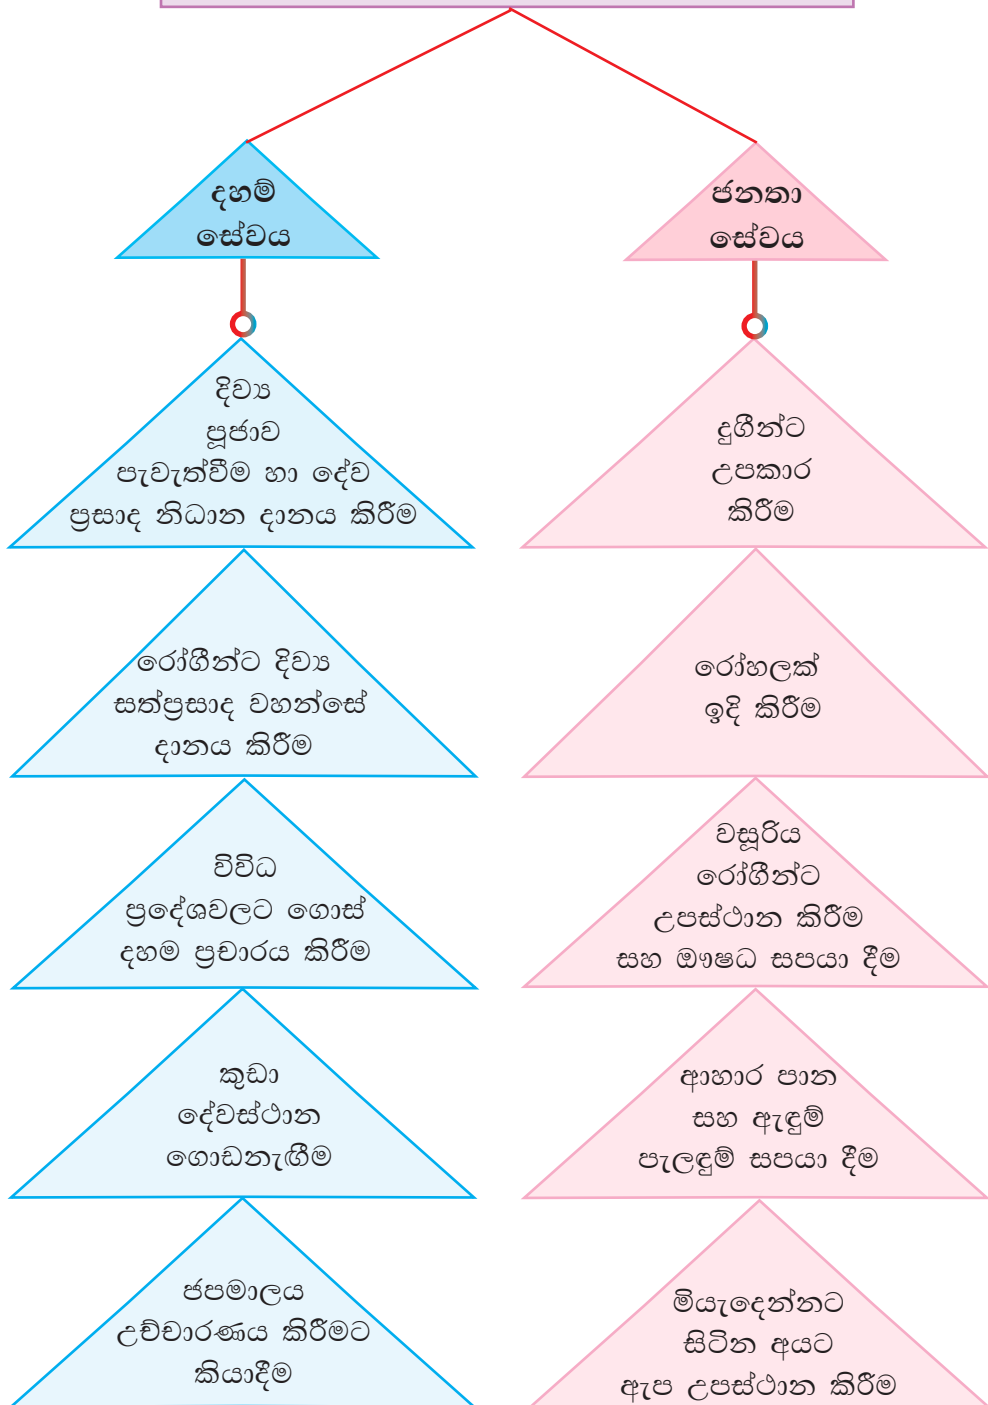 දහම්
සේවය
දිව්‍ය
පූජාව
පැවැත්වීම හා දේව
ප්‍රසාද නිධාන දානය කිරීම
රෝගීන්ට දිව්‍ය
සත්ප්‍රසාද වහන්සේ
දානය කිරීම
විවිධ
ප්‍රදේශවලට ගොස්
දහම ප්‍රචාරය කිරීම
කුඩා
දේවස්ථාන
ගොඩනැඟීම
ජපමාලය
උච්චාරණය කිරීමට
කියාදීම
ජනතා
සේවය
දුගීන්ට
උපකාර
කිරීම
රෝහලක්
ඉදි කිරීම
වසූරිය
රෝගීන්ට
උපස්ථාන කිරීම
සහ ඖෂධ සපයා දීම
ආහාර පාන
සහ ඇඳුම්
පැලඳුම් සපයා දීම
මියැදෙන්නට
සිටින අයට
ඇප උපස්ථාන කිරීම